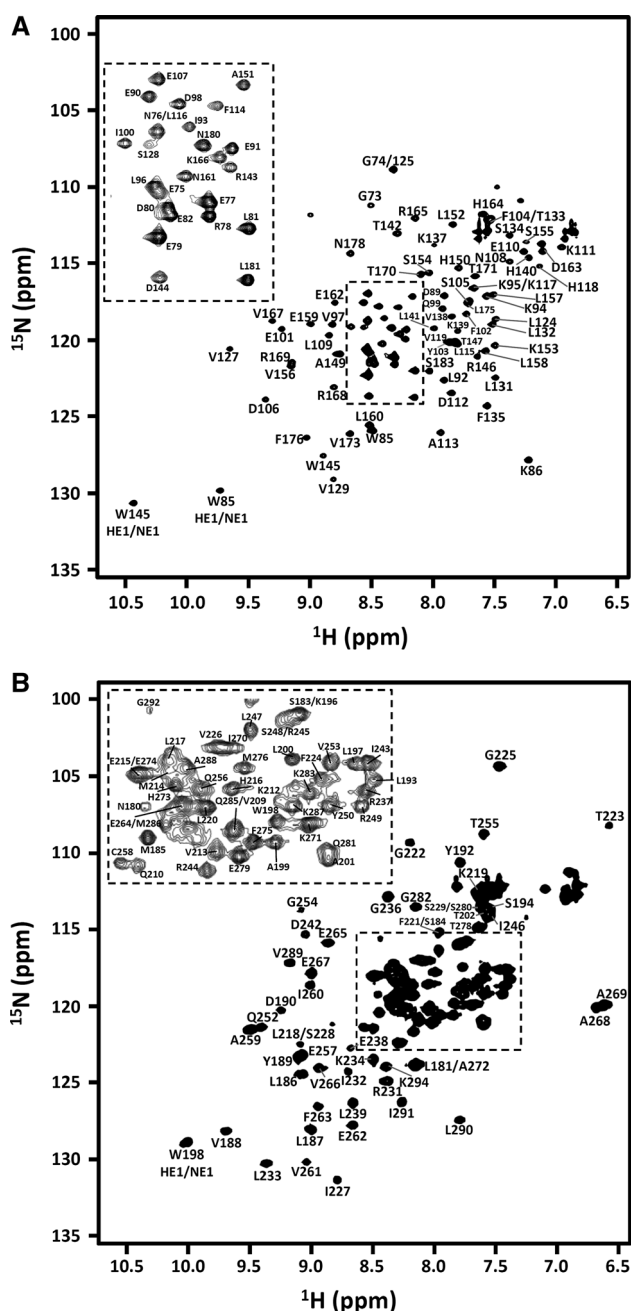 A
100
105
110
115
120
125
130
135
15N (ppm)
E107
A151
E90
D98
F114
N76/L116
I93
I100
N180
E91
S128
K166
R143
L96
E75
N161
E77
D80
E82
R78
L81
E79
D144
L181
G74/125
G73
R165
L152
H164
F104/T133
T142
S134
K137
S155
N178
S154
H150
N108
E110
K111
T170
T171
D163
E162
S105
H140
H118
D89
K95/K117
Q99
L175
L157
V167
E159
V97
L141
V138
K94
E101
V119
K139
F102
L124
L109
Y103
T147
L132
V127
R169
A149
S183
L115
K153
V156
R146
L158
R168
L92
L131
D106
D112
L160
F135
F176
V173
W85
A113
W145
K86
V129
W145
HE1/NE1
W85
HE1/NE1
10.5
10.0
9.5
9.0
8.5
8.0
7.5
7.0
6.5
1H (ppm)
B
100
105
110
115
120
125
130
135
15N (ppm)
G292
S183/K196
L247
S248/R245
L217
V226
I270
L200
V253
L197
I243
E215/E274
A288
M276
F224
M214
Q256
H216
K283
L193
H273
K212
R237
N180
Q285/V209
W198
K287
V250
R249
E264/M286
L220
M185
F275
K271
V213
Q281
C258
Q210
R244
E279
A199
A201
G225
T223
T255
G222
Y192
K219
G236
G282
S229/S280
S194
G254
T202
I246
D242
F221/S184
T278
E265
V289
E267
I260
D190
Q252
A269
A259
L218/S228
E238
A268
E257
K234
L181/A272
Y189
V266
I232
K294
L186
R231
F263
L239
I291
V188
L187
E262
L290
W198
HE1/NE1
L233
V261
I227
10.5
10.0
9.5
9.0
8.5
8.0
7.5
7.0
6.5
1H (ppm)